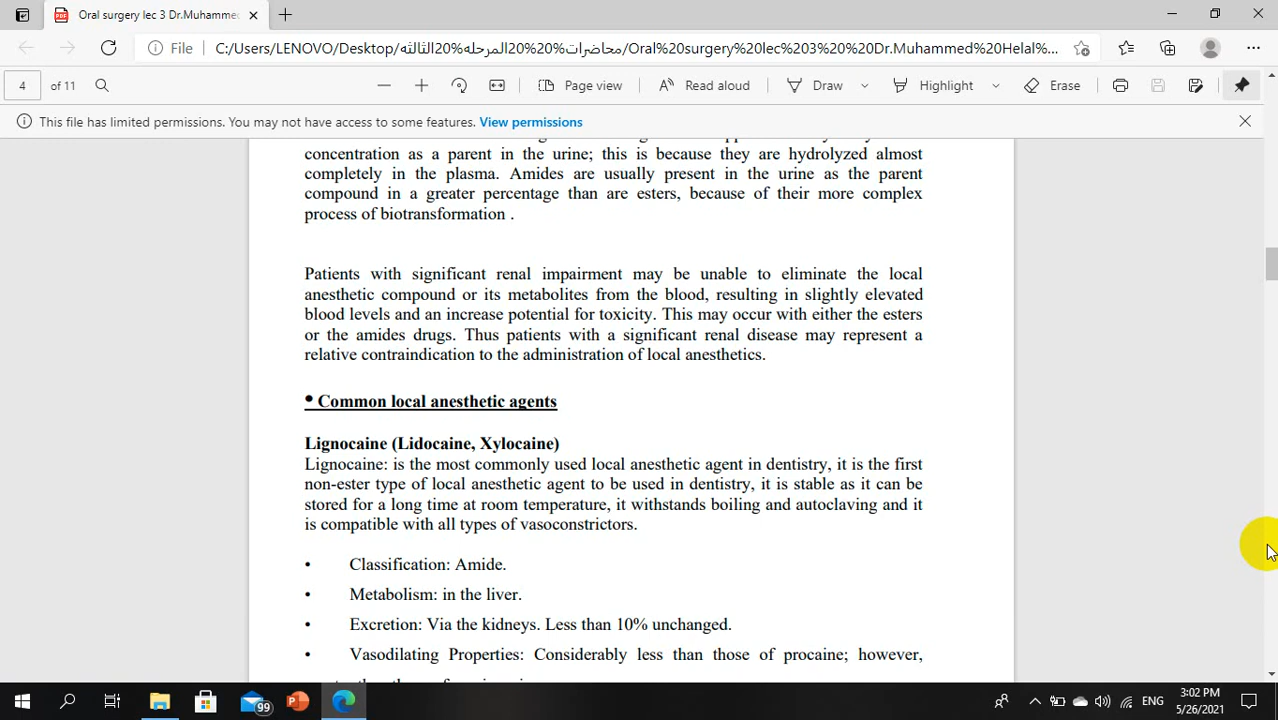 Oral surgery lec 3 Dr.Muhammed
File
C:/Users/LENOVO/Desktop/محاضرات%20%20المرحله%20الثالثه/Oral%20surgery%20lec%203%20%20Dr.Muhammed%20Helal%...
4 of 11
Page view
Read aloud
Draw
Highlight
Erase
This file has limited permissions. You may not have access to some features. View permissions
concentration as a parent in the urine; this is because they are hydrolyzed almost
completely in the plasma. Amides are usually present in the urine as the parent
compound in a greater percentage than are esters, because of their more complex
process of biotransformation .
Patients with significant renal impairment may be unable to eliminate the local
anesthetic compound or its metabolites from the blood, resulting in slightly elevated
blood levels and an increase potential for toxicity. This may occur with either the esters
or the amides drugs. Thus patients with a significant renal disease may represent a
relative contraindication to the administration of local anesthetics.
• Common local anesthetic agents
Lignocaine (Lidocaine, Xylocaine)
Lignocaine: is the most commonly used local anesthetic agent in dentistry, it is the first
non-ester type of local anesthetic agent to be used in dentistry, it is stable as it can be
stored for a long time at room temperature, it withstands boiling and autoclaving and it
is compatible with all types of vasoconstrictors.
• Classification: Amide.
• Metabolism: in the liver.
• Excretion: Via the kidneys. Less than 10% unchanged.
• Vasodilating Properties: Considerably less than those of procaine; however,
99
ENG
3:02 PM
5/26/2021